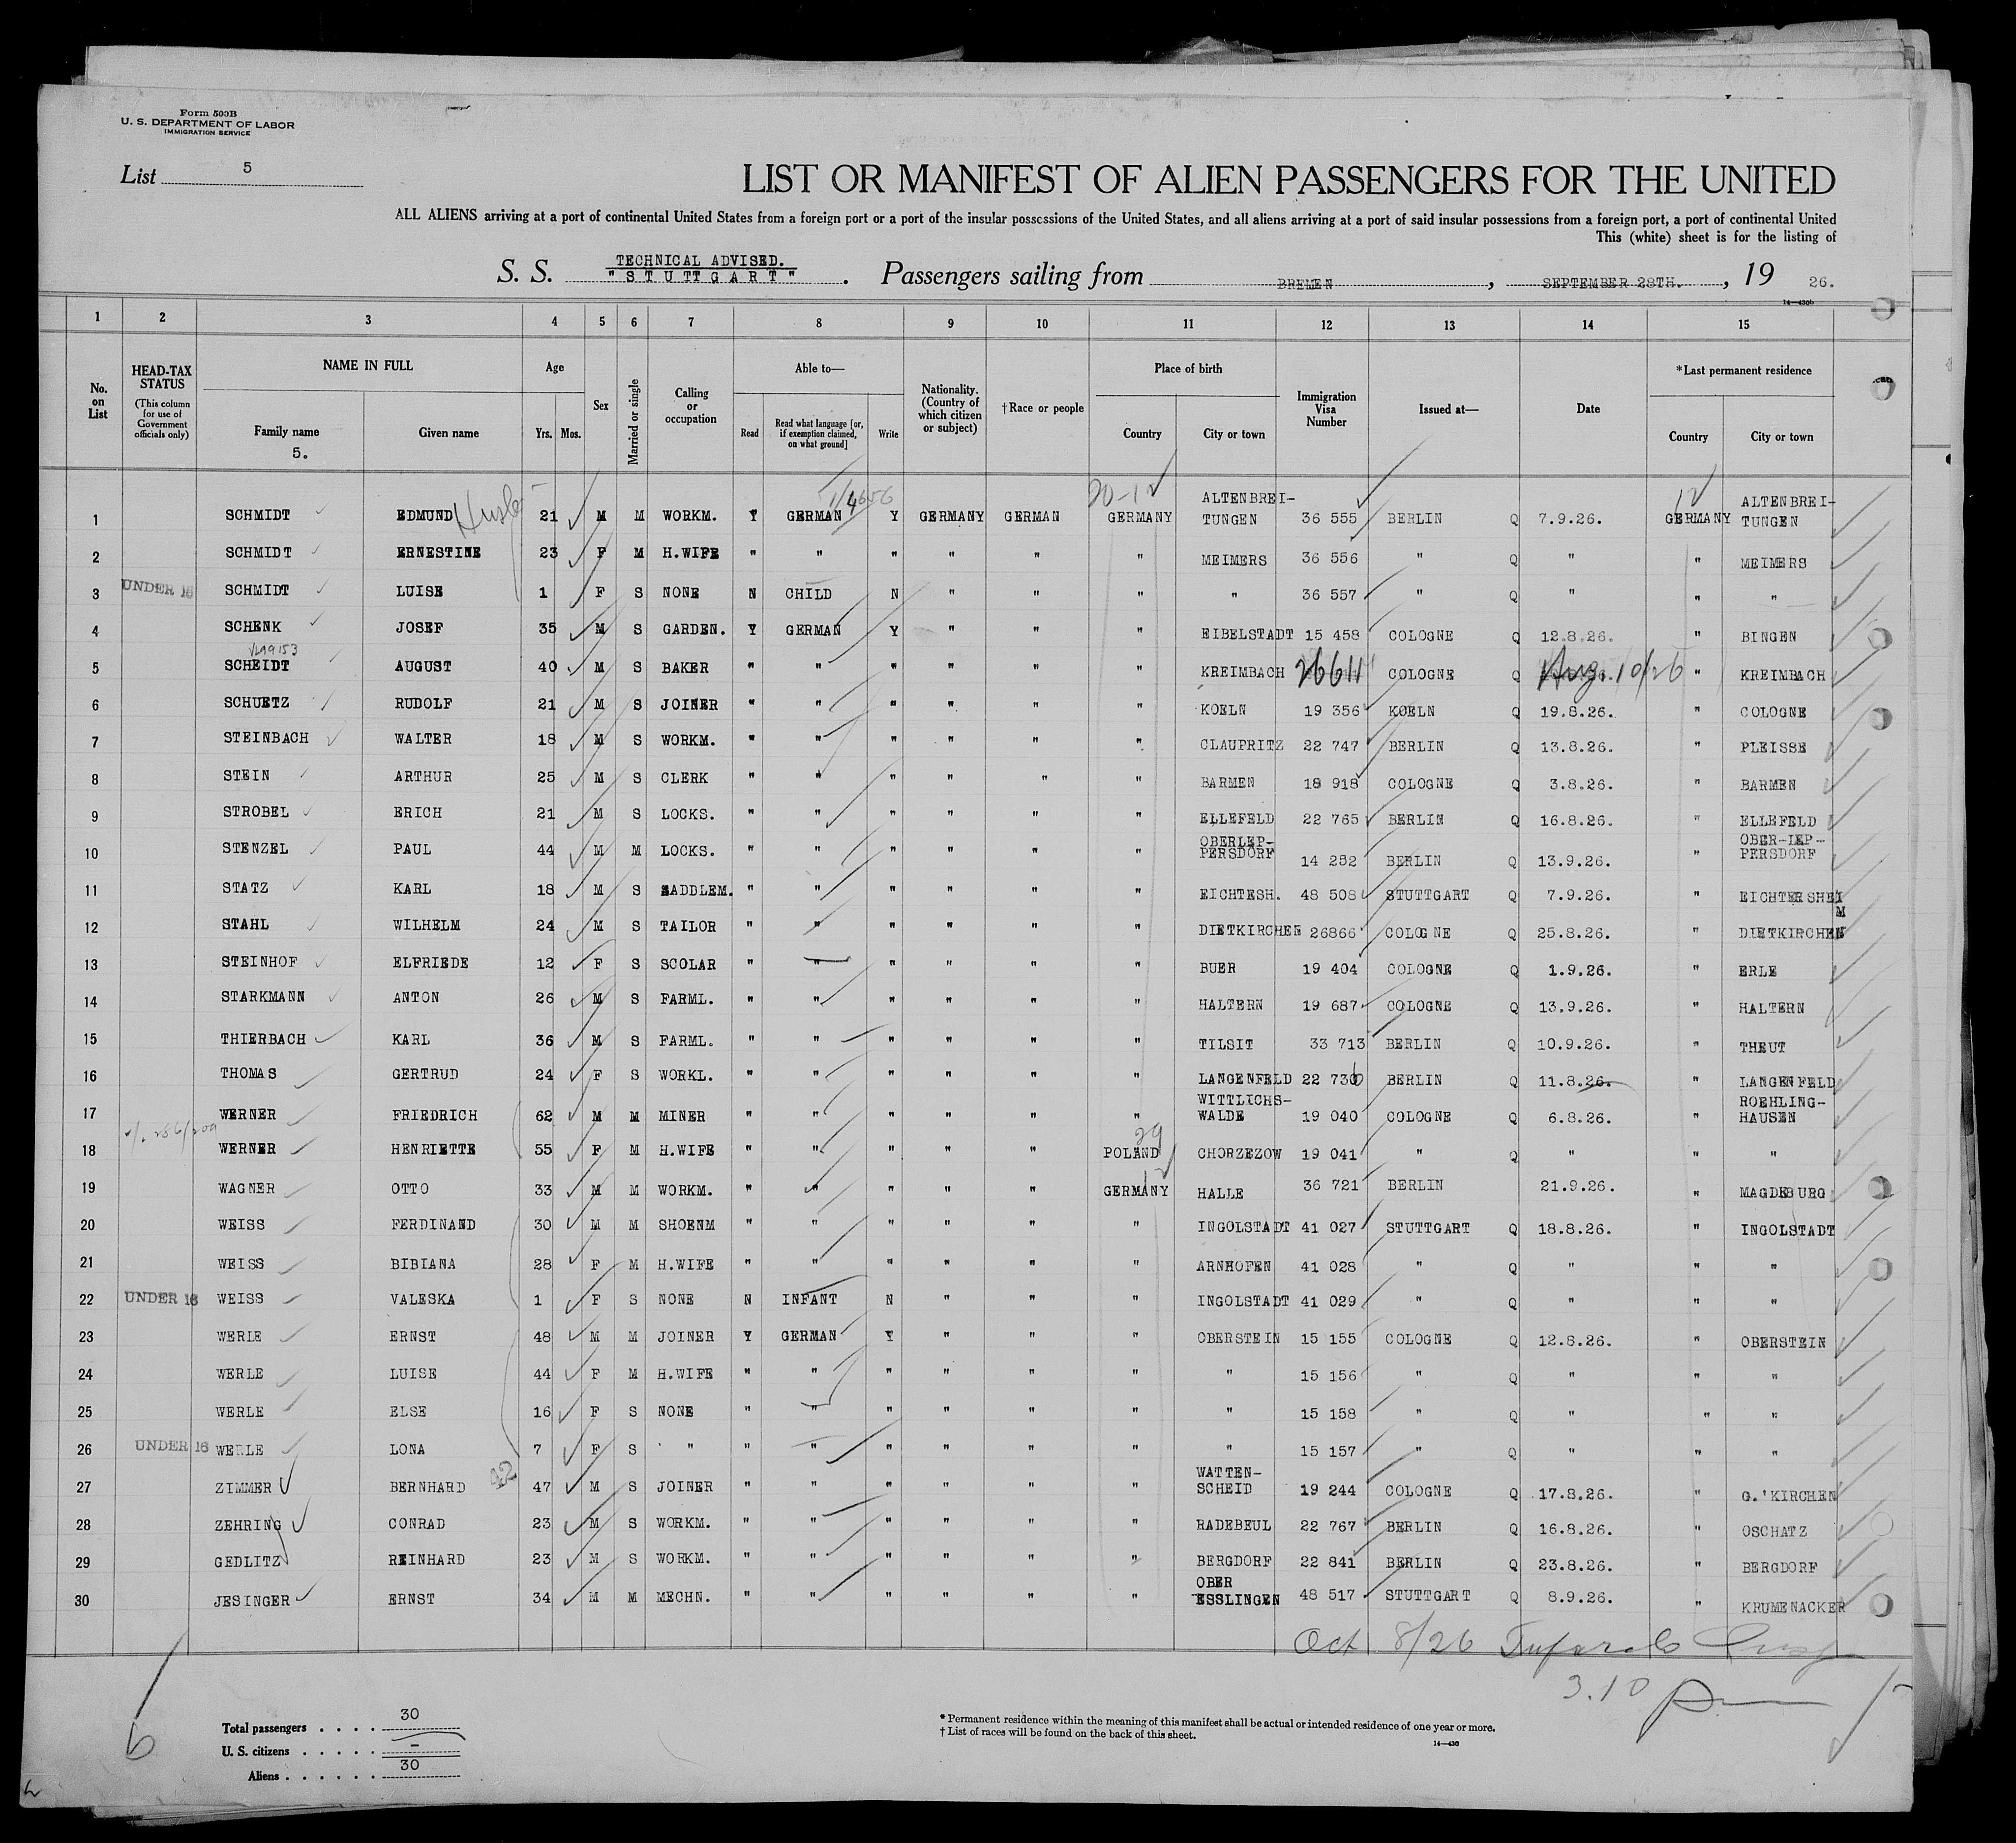 Form 500B
U. S. DEPARTMENT OF LABOR
IMMIGRATION SERVICE
List 5
LIST OR MANIFEST OF ALIEN PASSENGERS FOR THE UNITED
ALL ALIENS arriving at a port of continental United States from a foreign port or a port of the insular possessions of the United States, and all aliens arriving at a port of said insular possessions from a foreign port, a port of continental United
This (white) sheet is for the listing of
TECHNICAL ADVISED.
S. S. "STUTTGART". Passengers sailing from BREMEN, SEPTEMBER 28TH., 19 26.
1 2 3 4 5 6 7 8 9 10 11 12 13 14 15
No. on List
HEAD-TAX STATUS (This column for use of Government officials only)
NAME IN FULL Family name Given name
5.
Age Yrs. Mos.
Sex
Married or single
Calling or occupation
Able to— Read Read what language [or, if exemption claimed, on what ground] Write
Nationality. (Country of which citizen or subject)
†Race or people
Place of birth Country City or town
Immigration Visa Number
Issued at—
Date
*Last permanent residence Country City or town
1 SCHMIDT EDMUND 21 M M WORKM. Y GERMAN Y GERMANY GERMAN GERMANY ALTENBREI-TUNGEN 36 555 BERLIN Q 7.9.26. GERMANY ALTENBREI-TUNGEN
2 SCHMIDT ERNESTINE 23 F M H.WIFE " " " " " " MEIMERS 36 556 " Q " " MEIMERS
UNDER 16
3 SCHMIDT LUISE 1 F S NONE N CHILD N " " " " 36 557 " Q " " "
4 SCHENK JOSEF 35 M S GARDEN. Y GERMAN Y " " " EIBELSTADT 15 458 COLOGNE Q 12.8.26. " BINGEN
5 SCHEIDT AUGUST 40 M S BAKER " " " " " " KREIMBACH 26611 COLOGNE Q Aug. 10/26 " KREIMBACH
6 SCHUETZ RUDOLF 21 M S JOINER " " " " " " KOELN 19 356 KOELN Q 19.8.26. " COLOGNE
7 STEINBACH WALTER 18 M S WORKM. " " " " " " CLAUPRITZ 22 747 BERLIN Q 13.8.26. " PLEISSE
8 STEIN ARTHUR 25 M S CLERK " " " " " " BARMEN 18 918 COLOGNE Q 3.8.26. " BARMEN
9 STROBEL ERICH 21 M S LOCKS. " " " " " " ELLEFELD 22 765 BERLIN Q 16.8.26. " ELLEFELD
10 STENZEL PAUL 44 M M LOCKS. " " " " " " OBERLEP-PERSDORF 14 282 BERLIN Q 13.9.26. " OBER-LEP-PERSDORF
11 STATZ KARL 18 M S SADDLEM. " " " " " " EICHTESH. 48 508 STUTTGART Q 7.9.26. " EICHTERSHEIM
12 STAHL WILHELM 24 M S TAILOR " " " " " " DIETKIRCHEN 26866 COLOGNE Q 25.8.26. " DIETKIRCHEN
13 STEINHOF ELFRIEDE 12 F S SCOLAR " " " " " " BUER 19 404 COLOGNE Q 1.9.26. " ERLE
14 STARKMANN ANTON 26 M S FARML. " " " " " " HALTERN 19 687 COLOGNE Q 13.9.26. " HALTERN
15 THIERBACH KARL 36 M S FARML. " " " " " " TILSIT 33 713 BERLIN Q 10.9.26. " THEUT
16 THOMAS GERTRUD 24 F S WORKL. " " " " " " LANGENFELD 22 736 BERLIN Q 11.8.26. " LANGENFELD
17 WERNER FRIEDRICH 62 M M MINER " " " " " " WITTLICHS-WALDE 19 040 COLOGNE Q 6.8.26. " ROEHLING-HAUSEN
18 WERNER HENRIETTE 55 F M H.WIFE " " " " " POLAND CHORZEZOW 19 041 " Q " " "
19 WAGNER OTTO 33 M M WORKM. " " " " " GERMANY HALLE 36 721 BERLIN 21.9.26. " MAGDEBURG
20 WEISS FERDINAND 30 M M SHOENM " " " " " " INGOLSTADT 41 027 STUTTGART Q 18.8.26. " INGOLSTADT
21 WEISS BIBIANA 28 F M H.WIFE " " " " " " ARNHOFEN 41 028 " Q " " "
22 UNDER 16 WEISS VALESKA 1 F S NONE N INFANT N " " " INGOLSTADT 41 029 " Q " " "
23 WERLE ERNST 48 M M JOINER Y GERMAN Y " " " OBERSTEIN 15 155 COLOGNE Q 12.8.26. " OBERSTEIN
24 WERLE LUISE 44 F M H.WIFE " " " " " " " 15 156 " Q " " "
25 WERLE ELSE 16 F S NONE " " " " " " " 15 158 " Q " " "
26 UNDER 16 WERLE LONA 7 F S " " " " " " " " 15 157 " Q " " "
27 ZIMMER BERNHARD 47 M S JOINER " " " " " " WATTEN-SCHEID 19 244 COLOGNE Q 17.8.26. " G.'KIRCHEN
28 ZEHRING CONRAD 23 M S WORKM. " " " " " " RADEBEUL 22 767 BERLIN Q 16.8.26. " OSCHATZ
29 GEDLITZ REINHARD 23 M S WORKM. " " " " " " BERGDORF 22 841 BERLIN Q 23.8.26. " BERGDORF
30 JESINGER ERNST 34 M M MECHN. " " " " " " OBER ESSLINGEN 48 517 STUTTGART Q 8.9.26. " KRUMENACKER
Oct 8/26
3.10
Total passengers . . . . 30
U. S. citizens . . . . . –
Aliens . . . . . . 30
* Permanent residence within the meaning of this manifest shall be actual or intended residence of one year or more.
† List of races will be found on the back of this sheet.
14—430